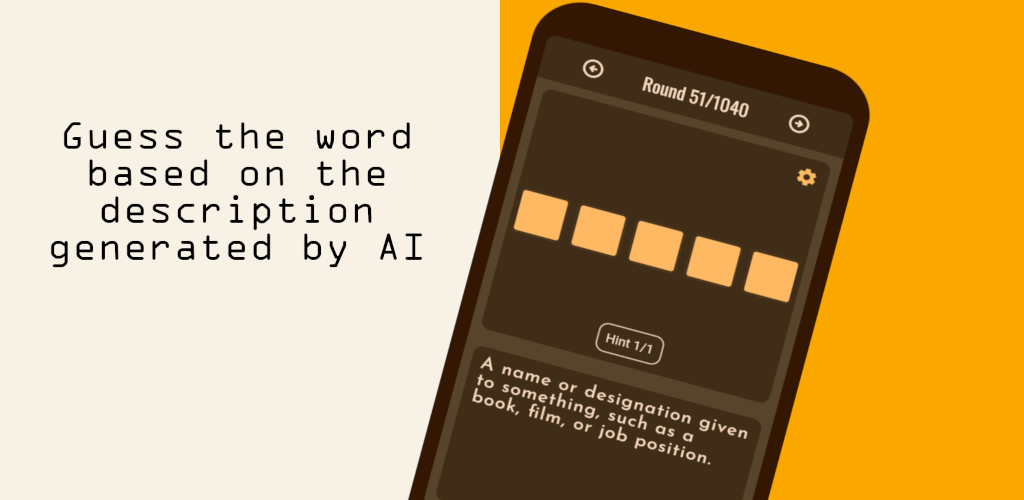 Guess the word
based on the
description
generated by AI
Round 51/1040
Hint 1/1
A name or designation given
to something, such as a
book, film, or job position.